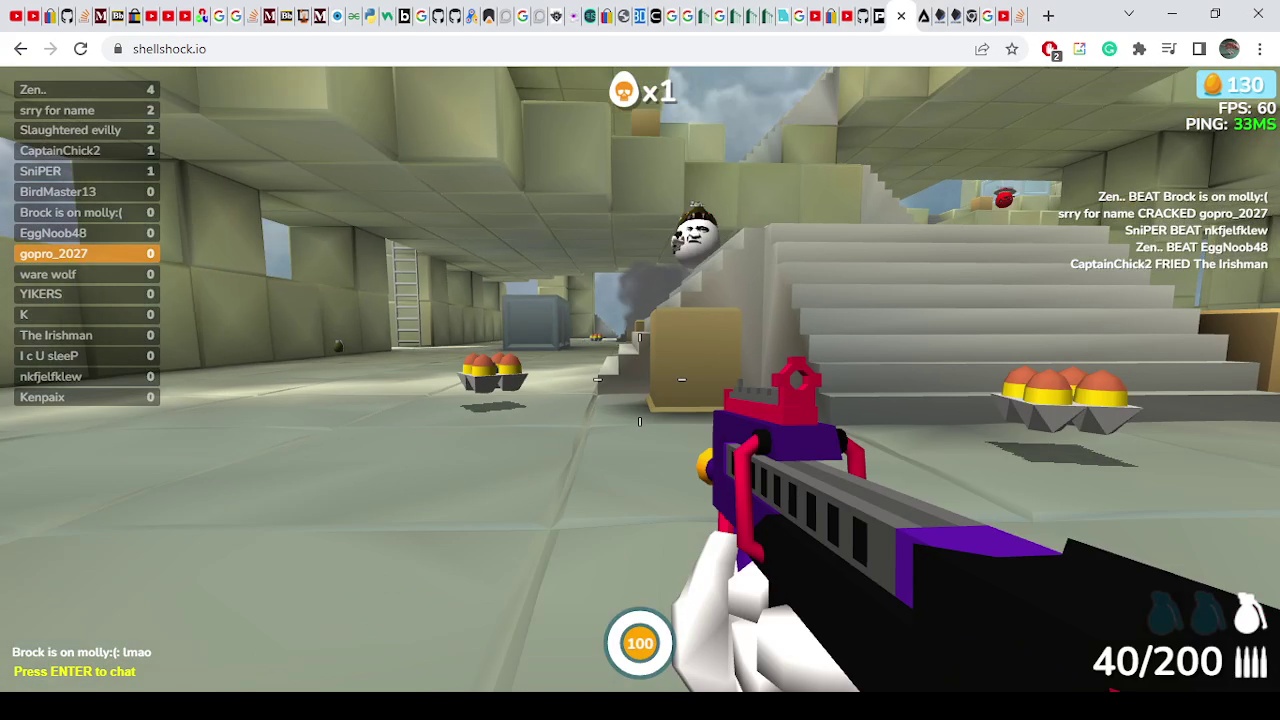 shellshock.io
2
Zen.. 4
srry for name 2
Slaughtered evilly 2
CaptainChick2 1
SniPER 1
BirdMaster13 0
Brock is on molly:( 0
EggNoob48 0
gopro_2027 0
ware wolf 0
YIKERS 0
K 0
The Irishman 0
I c U sleeP 0
nkfjelfklew 0
Kenpaix 0
x1
Zen..
130
FPS: 60
PING: 33MS
Zen.. BEAT Brock is on molly:(
srry for name CRACKED gopro_2027
SniPER BEAT nkfjelfklew
Zen.. BEAT EggNoob48
CaptainChick2 FRIED The Irishman
Brock is on molly:(: lmao
Press ENTER to chat
100
40/200